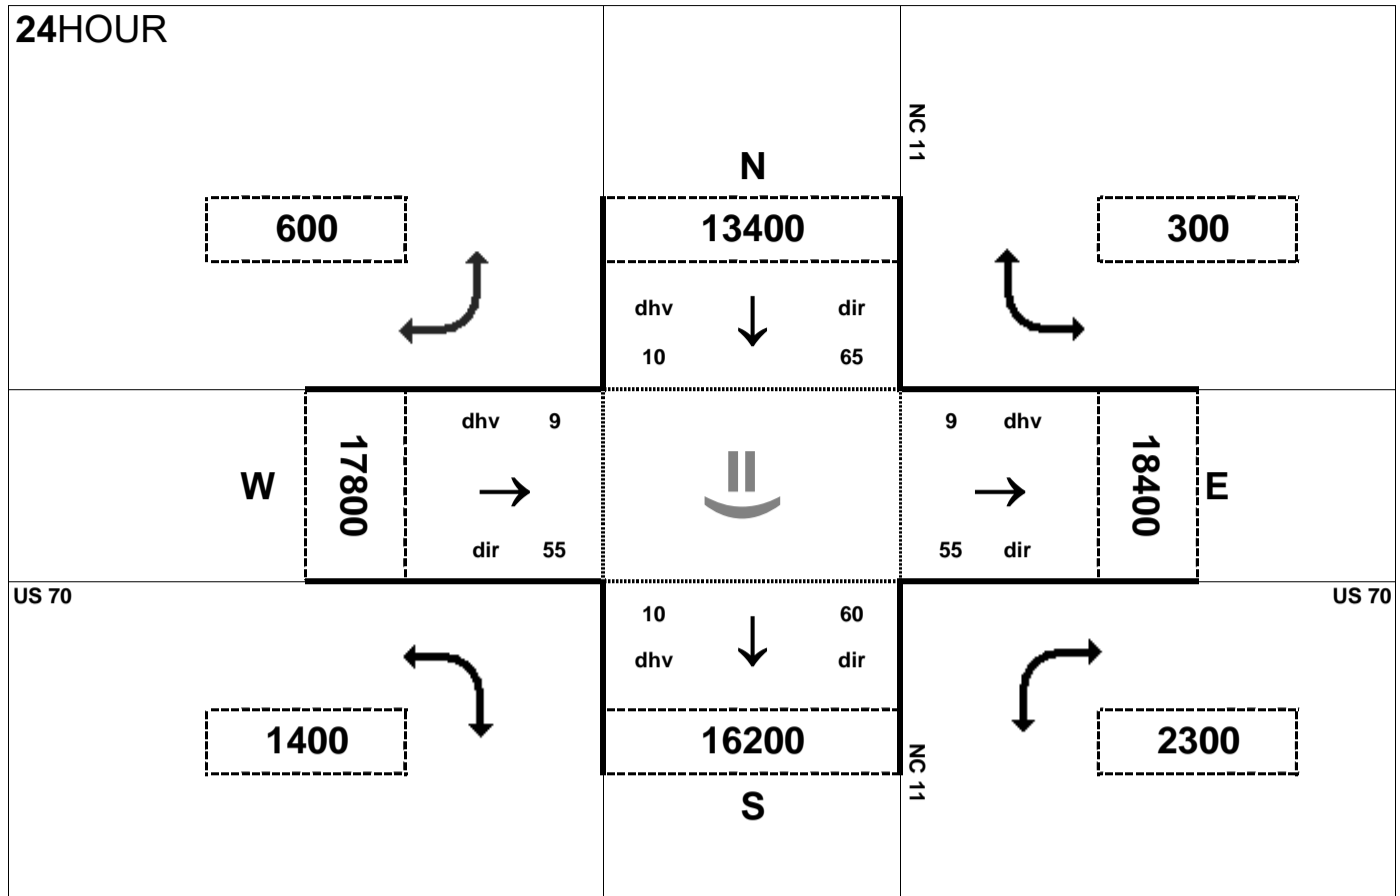 24HOUR
NC 11
N
600
13400
300
dhv
dir
10
65
dhv 9
9 dhv
W
17800
18400
E
dir 55
55 dir
US 70
US 70
10
60
dhv
dir
1400
16200
2300
NC 11
S